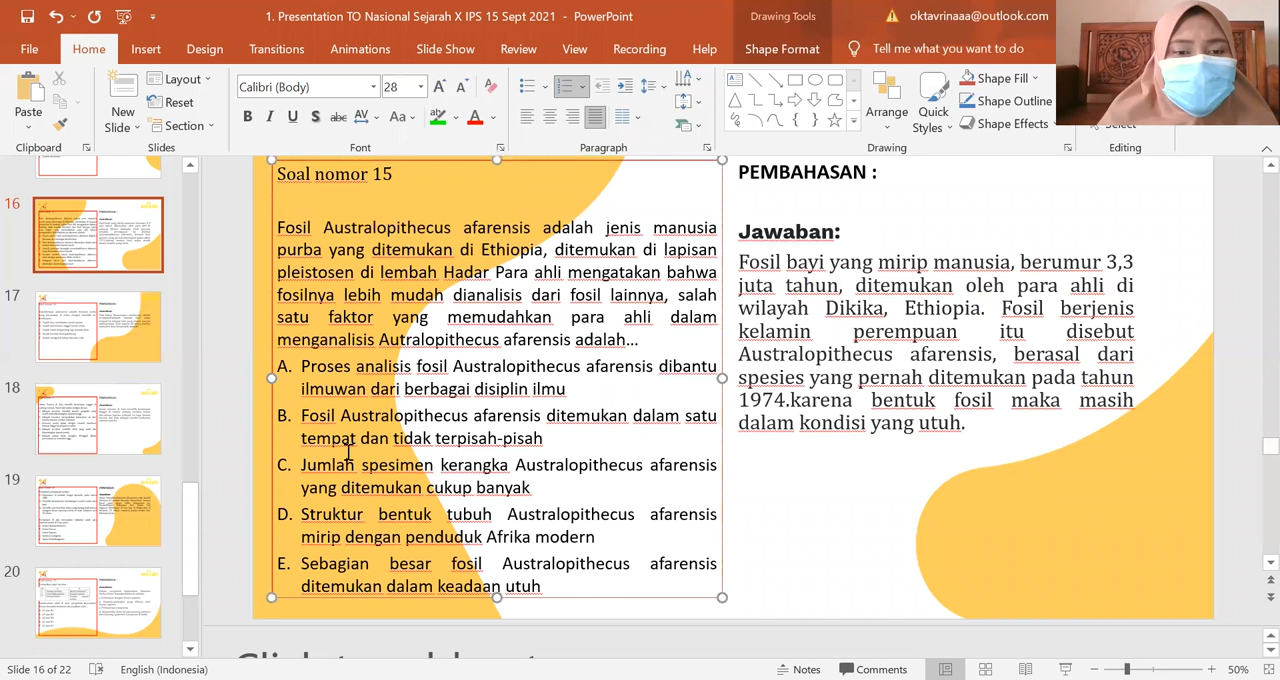 1. Presentation TO Nasional Sejarah X IPS 15 Sept 2021 - PowerPoint
Drawing Tools
oktavrinaaa@outlook.com
File Home Insert Design Transitions Animations Slide Show Review View Recording Help Shape Format Tell me what you want to do
Paste
New Slide
Layout
Reset
Section
Calibri (Body) 28
Arrange
Quick Styles
Shape Fill
Shape Outline
Shape Effects
Select
Clipboard Slides Font Paragraph Drawing Editing
16
17
18
19
20
Soal nomor 15
Fosil Australopithecus afarensis adalah jenis manusia
purba yang ditemukan di Ethiopia, ditemukan di lapisan
pleistosen di lembah Hadar Para ahli mengatakan bahwa
fosilnya lebih mudah dianalisis dari fosil lainnya, salah
satu faktor yang memudahkan para ahli dalam
menganalisis Autralopithecus afarensis adalah...
A. Proses analisis fosil Australopithecus afarensis dibantu
ilmuwan dari berbagai disiplin ilmu
B. Fosil Australopithecus afarensis ditemukan dalam satu
tempat dan tidak terpisah-pisah
C. Jumlah spesimen kerangka Australopithecus afarensis
yang ditemukan cukup banyak
D. Struktur bentuk tubuh Australopithecus afarensis
mirip dengan penduduk Afrika modern
E. Sebagian besar fosil Australopithecus afarensis
ditemukan dalam keadaan utuh
PEMBAHASAN :
Jawaban:
Fosil bayi yang mirip manusia, berumur 3,3
juta tahun, ditemukan oleh para ahli di
wilayah Dikika, Ethiopia. Fosil berjenis
kelamin perempuan itu disebut
Australopithecus afarensis, berasal dari
spesies yang pernah ditemukan pada tahun
1974.karena bentuk fosil maka masih
dalam kondisi yang utuh.
Slide 16 of 22 English (Indonesia) Notes Comments 50%